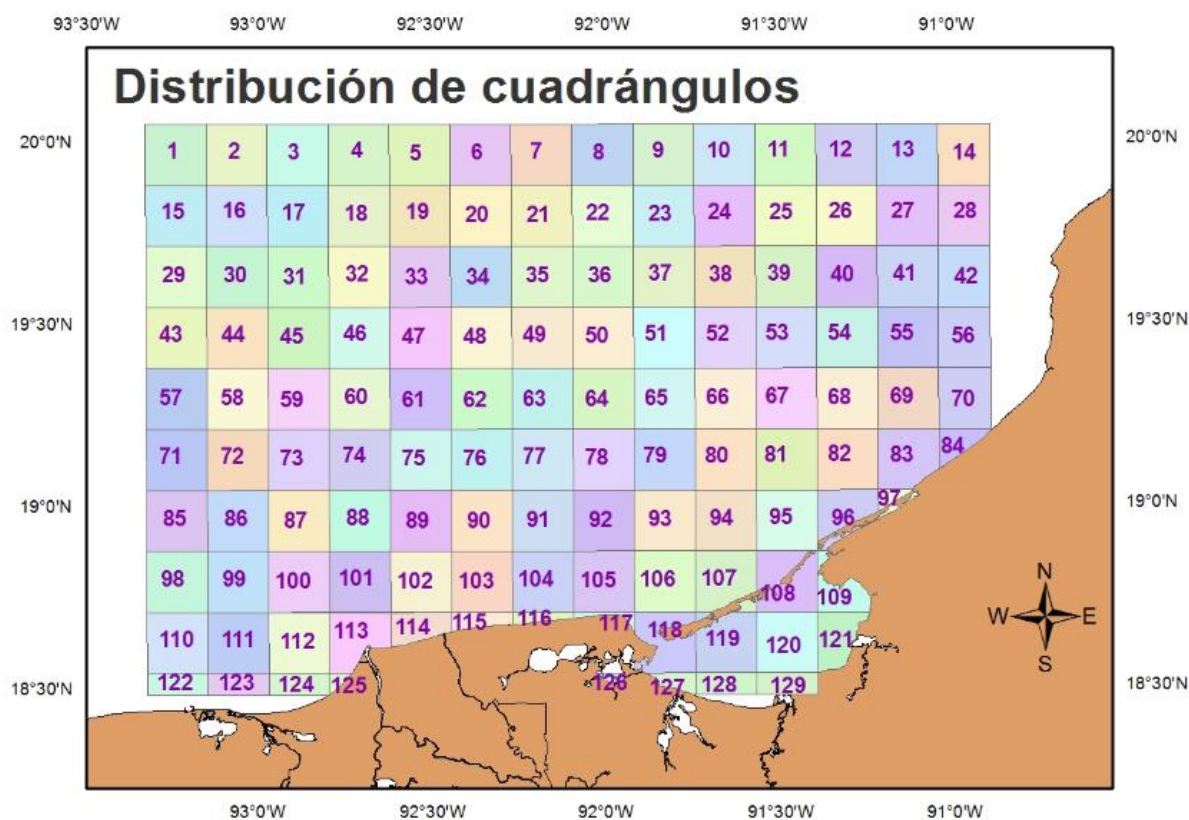 93°30'W 93°0'W 92°30'W 92°0'W 91°30'W 91°0'W
Distribución de cuadrángulos
20°0'N 20°0'N
1 2 3 4 5 6 7 8 9 10 11 12 13 14
15 16 17 18 19 20 21 22 23 24 25 26 27 28
29 30 31 32 33 34 35 36 37 38 39 40 41 42
19°30'N 19°30'N
43 44 45 46 47 48 49 50 51 52 53 54 55 56
57 58 59 60 61 62 63 64 65 66 67 68 69 70
71 72 73 74 75 76 77 78 79 80 81 82 83 84
19°0'N 19°0'N
85 86 87 88 89 90 91 92 93 94 95 96 97
98 99 100 101 102 103 104 105 106 107 108 109
N
W E
S
110 111 112 113 114 115 116 117 118 119 120 121
18°30'N 18°30'N
122 123 124 125 126 127 128 129
93°0'W 92°30'W 92°0'W 91°30'W 91°0'W